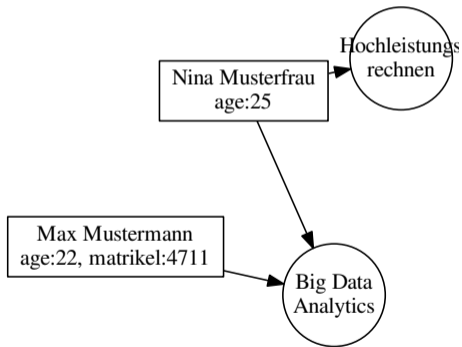 Hochleistungs
rechnen
Nina Musterfrau
age:25
Max Mustermann
age:22, matrikel:4711
Big Data
Analytics